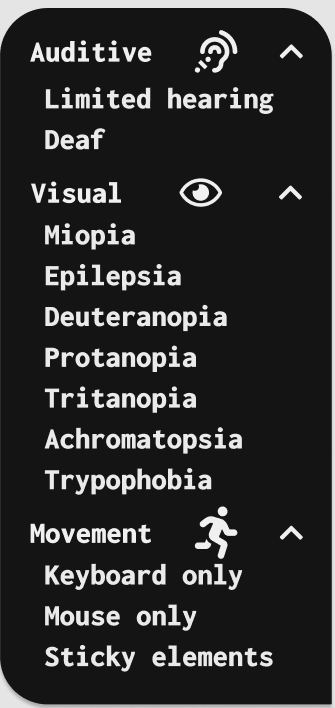 Auditive
Limited hearing
Deaf
Visual
Miopia
Epilepsia
Deuteranopia
Protanopia
Tritanopia
Achromatopsia
Trypophobia
Movement
Keyboard only
Mouse only
Sticky elements